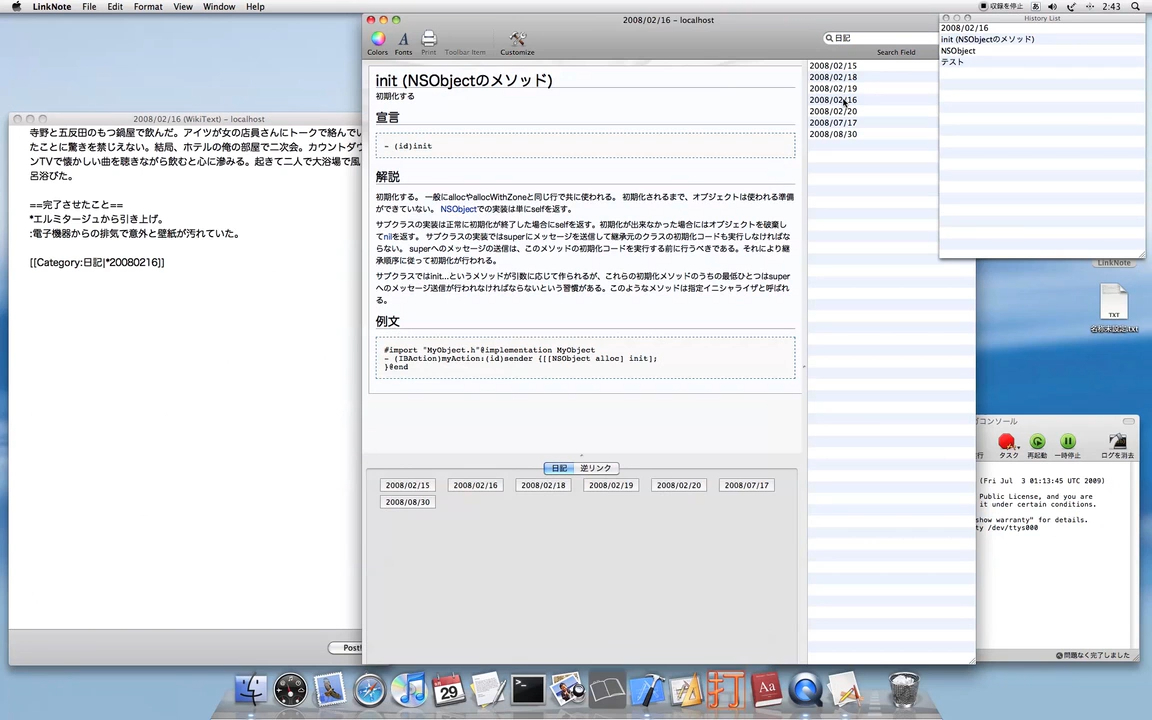 LinkNote File Edit Format View Window Help
収録を停止 あ 2:43
2008/02/16 - localhost
Colors Fonts Print Toolbar Item Customize
日記
Search Field
init (NSObjectのメソッド)
初期化する
宣言
- (id)init
解説
初期化する。 一般にallocやallocWithZoneと同じ行で共に使われる。 初期化されるまで、オブジェクトは使われる準備
ができていない。 NSObjectでの実装は単にselfを返す。
サブクラスの実装は正常に初期化が終了した場合にselfを返す。初期化が出来なかった場合にはオブジェクトを破棄し
てnilを返す。 サブクラスの実装ではsuperにメッセージを送信して継承元のクラスの初期化コードも実行しなければな
らない。 superへのメッセージの送信は、このメソッドの初期化コードを実行する前に行うべきである。それにより継
承順序に従って初期化が行われる。
サブクラスではinit...というメソッドが引数に応じて作られるが、これらの初期化メソッドのうちの最低ひとつはsuper
へのメッセージ送信が行われなければならないという習慣がある。このようなメソッドは指定イニシャライザと呼ばれ
る。
例文
#import "MyObject.h"@implementation MyObject
- (IBAction)myAction:(id)sender {[[NSObject alloc] init];
}@end
日記 逆リンク
2008/02/15 2008/02/16 2008/02/18 2008/02/19 2008/02/20 2008/07/17
2008/08/30
2008/02/15
2008/02/18
2008/02/19
2008/02/16
2008/02/20
2008/07/17
2008/08/30
History List
2008/02/16
init (NSObjectのメソッド)
NSObject
テスト
2008/02/16 (WikiText) - localhost
寺野と五反田のもつ鍋屋で飲んだ。アイツが女の店員さんにトークで絡んでい
たことに驚きを禁じえない。結局、ホテルの俺の部屋で二次会。カウントダウ
ンTVで懐かしい曲を聴きながら飲むと心に滲みる。起きて二人で大浴場で風
呂浴びた。
==完了させたこと==
*エルミタージュから引き上げ。
:電子機器からの排気で意外と壁紙が汚れていた。
[[Category:日記|*20080216]]
Post!
LinkNote
TXT
名称未設定.txt
コンソール
行 タスク 再起動 一時停止 ログを消去
(Fri Jul 3 01:13:45 UTC 2009)
Public License, and you are
it under certain conditions.
show warranty" for details.
ty /dev/ttys000
問題なく完了しました
29
打
Aa